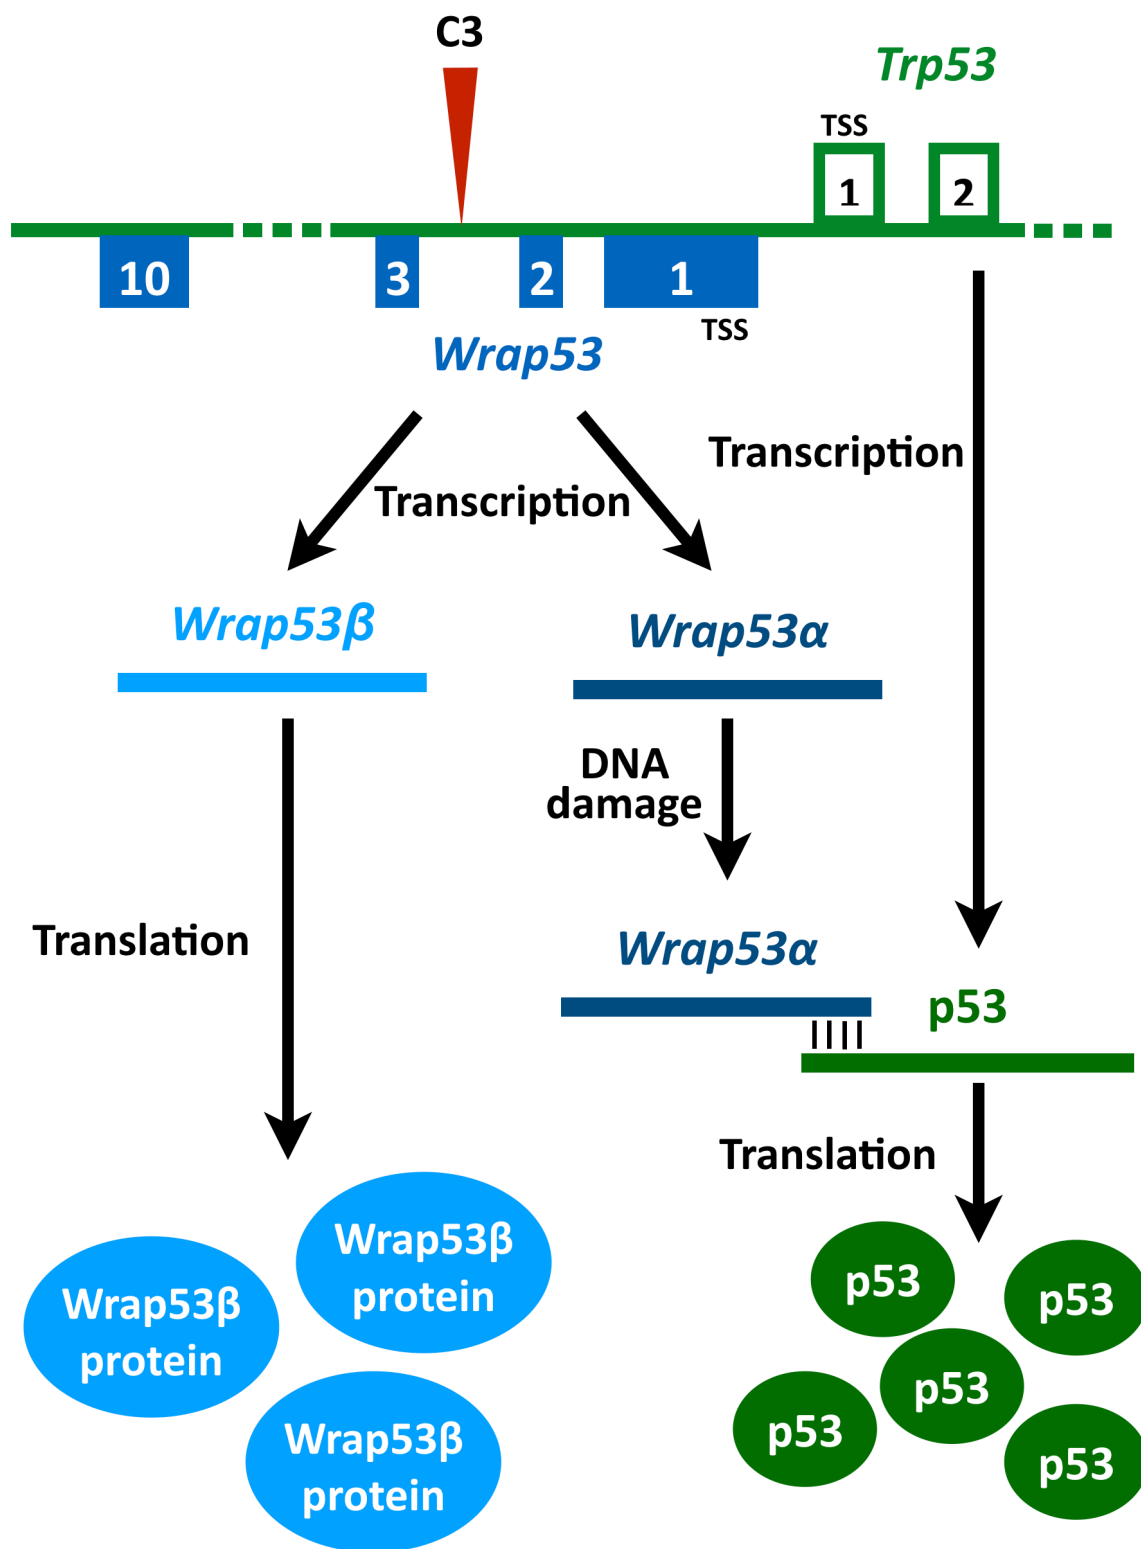 C3
Trp53
TSS
1
2
10
3
2
1
TSS
Wrap53
Transcription
Transcription
Wrap53β
Wrap53α
DNA
damage
Translation
Wrap53α
p53
Translation
Wrap53β
protein
Wrap53β
protein
Wrap53β
protein
p53
p53
p53
p53
p53